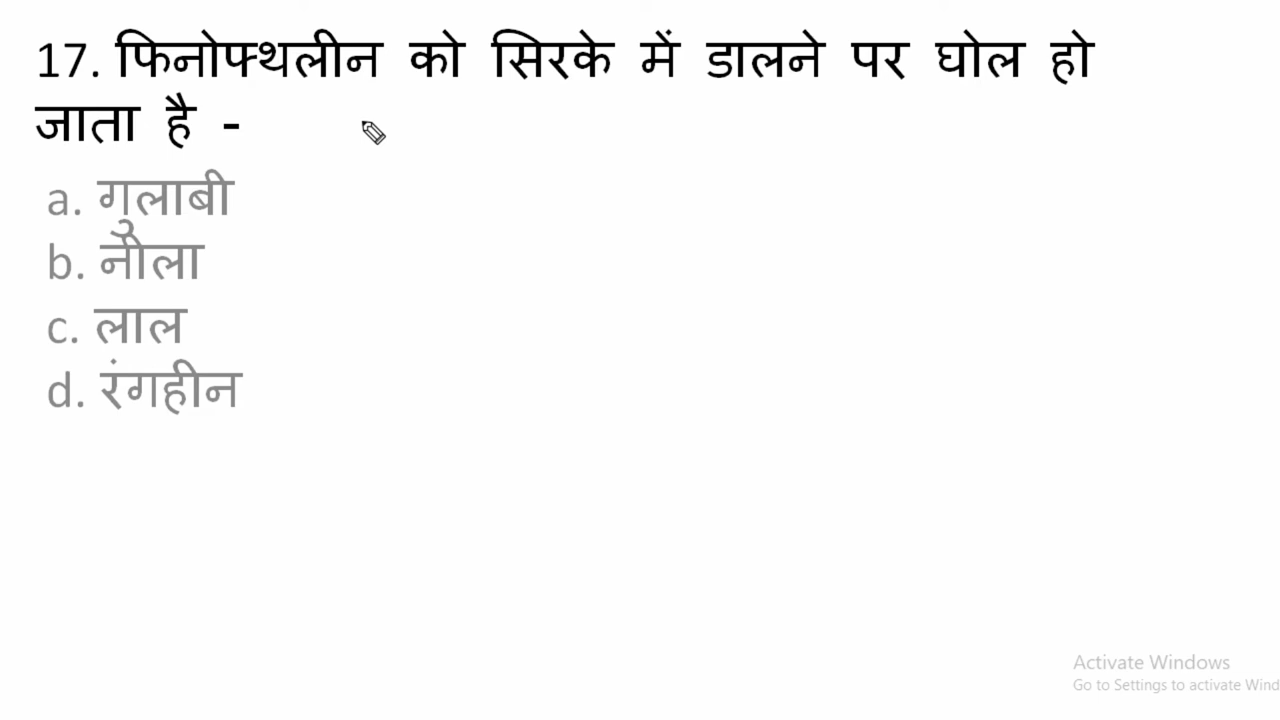 17. फिनोफ्थलीन को सिरके में डालने पर घोल हो
जाता है -
a. गुलाबी
b. नीला
c. लाल
d. रंगहीन
Activate Windows
Go to Settings to activate Wind